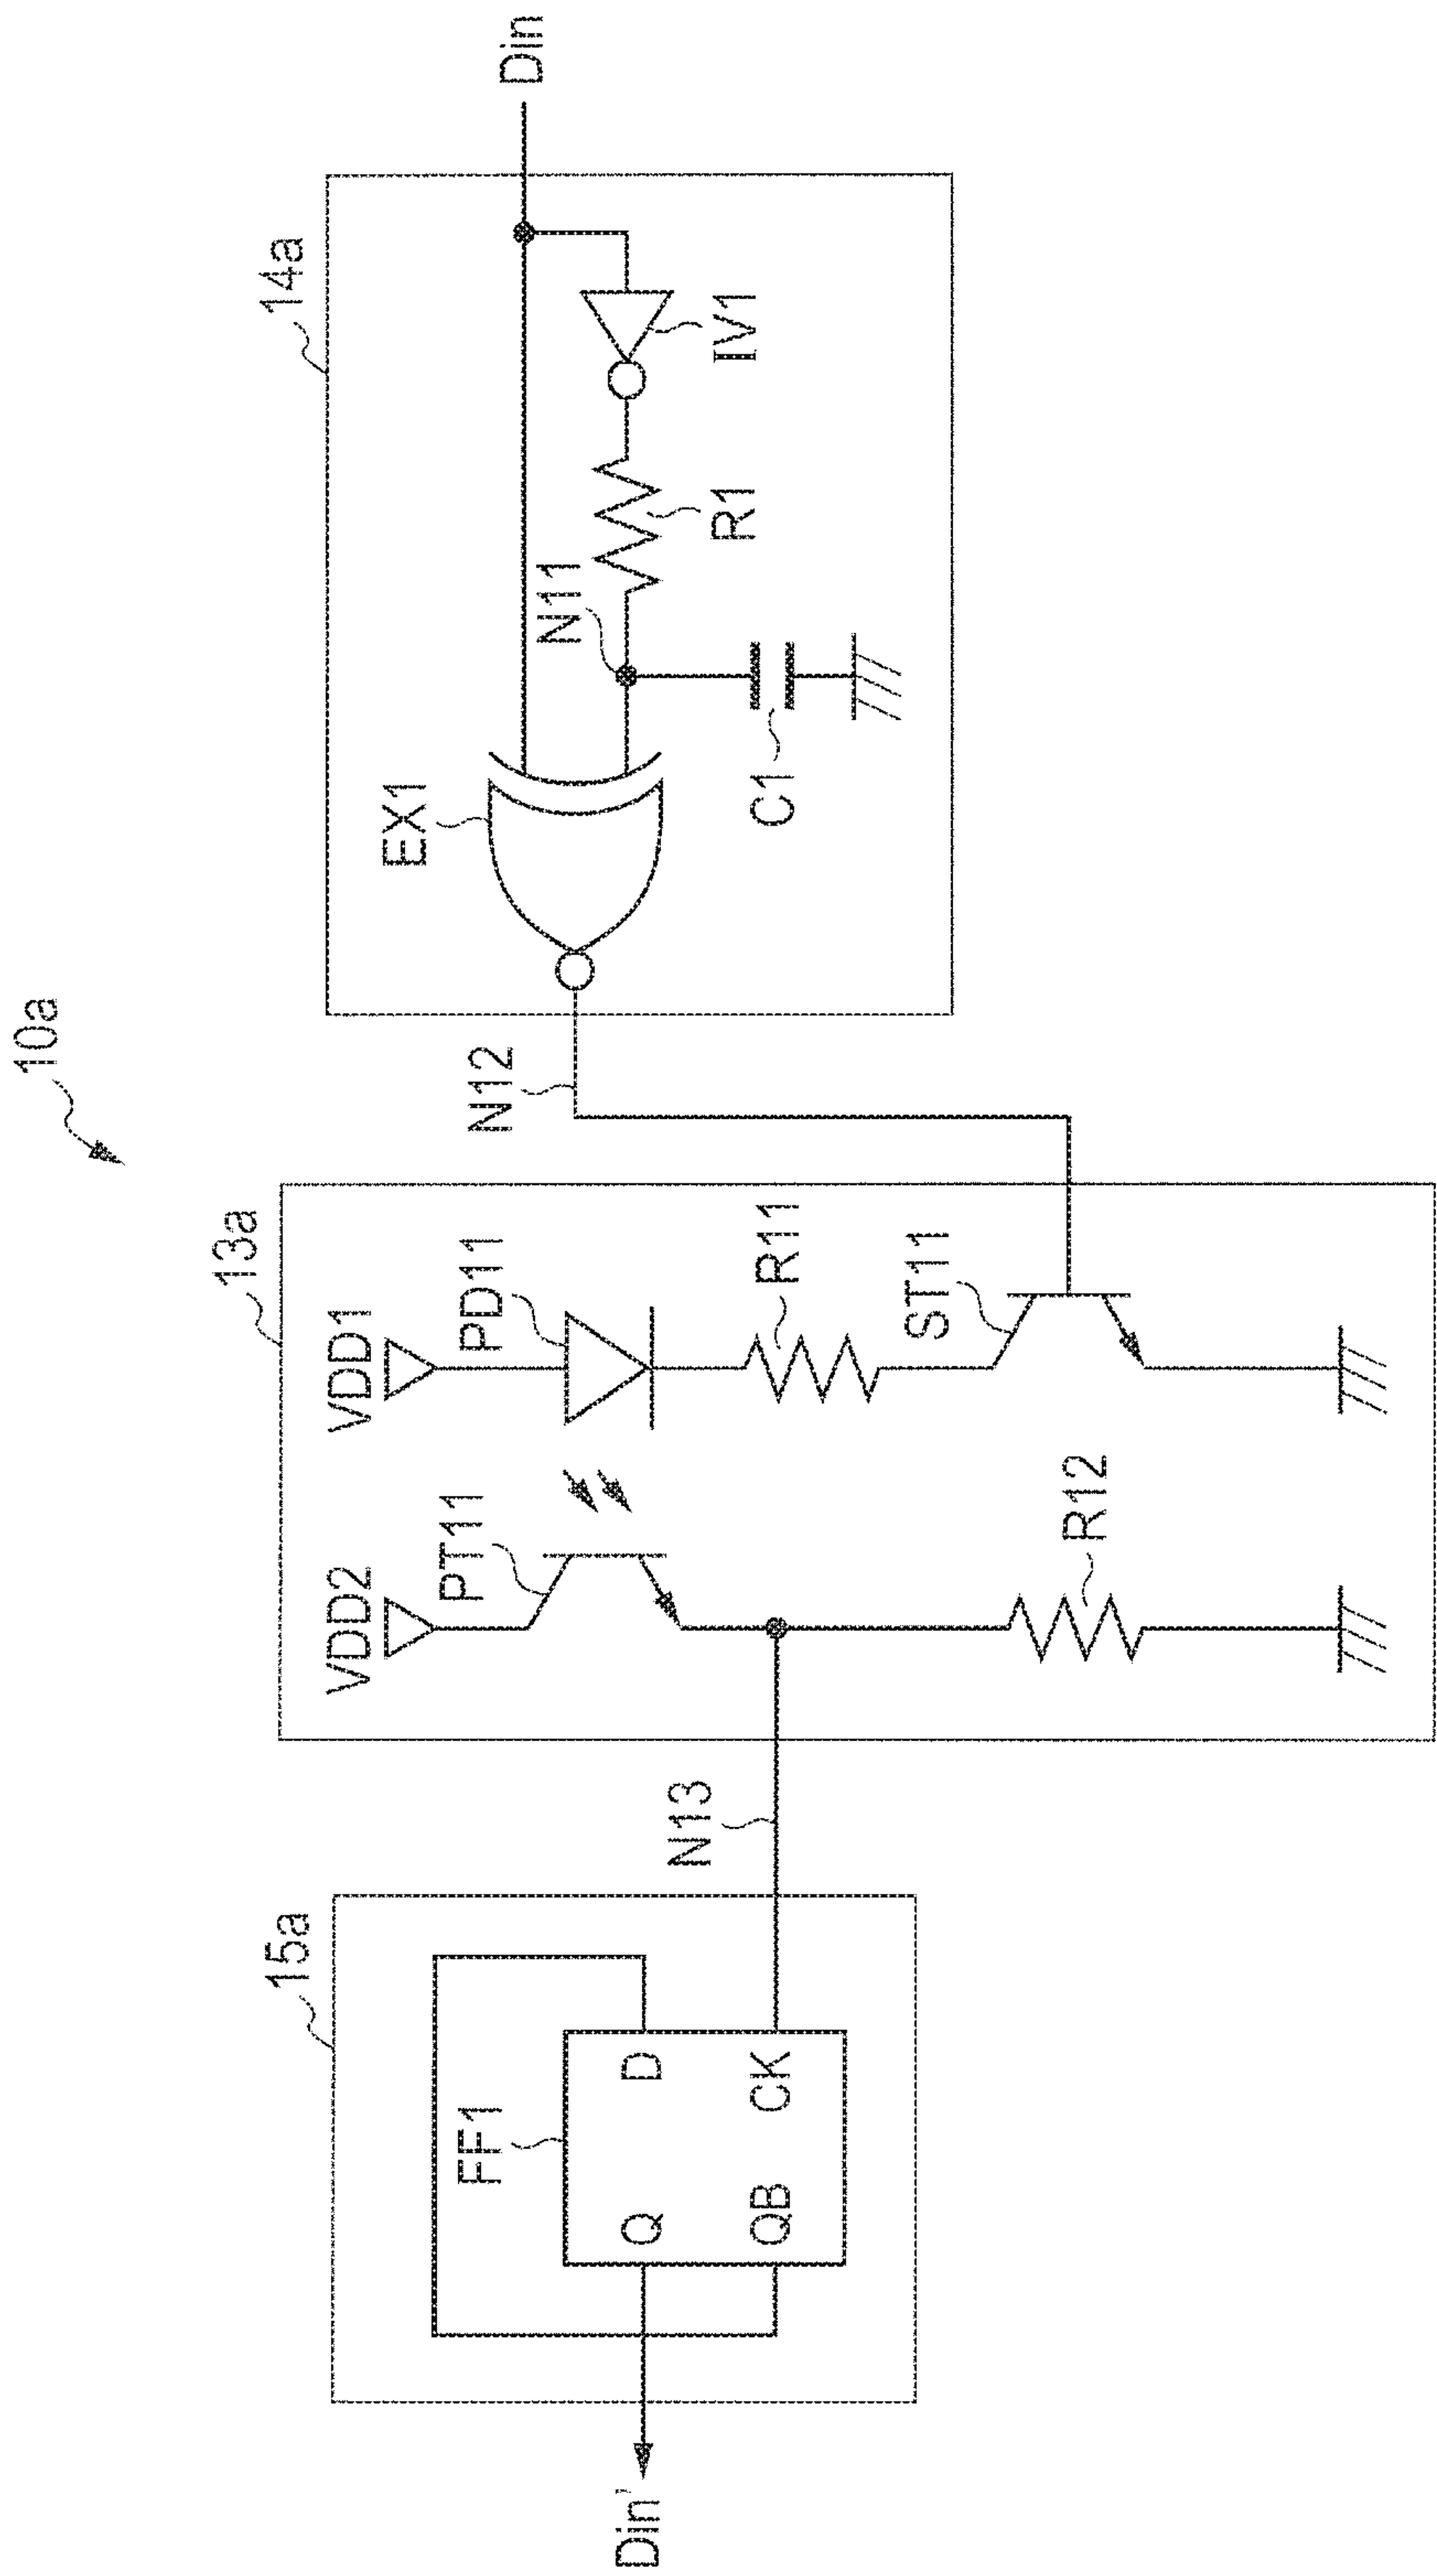 10a
Din
14a
IV1
R1
N11
C1
EX1
N12
13a
VDD1
PD11
R11
ST11
VDD2
PT11
R12
N13
15a
FF1
D
CK
Q
QB
Din'